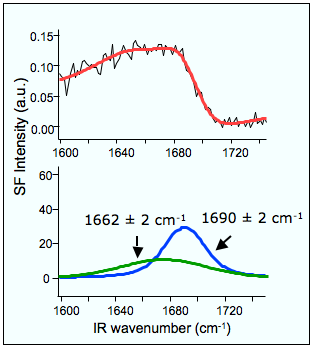 0.15
0.10
0.05
0.00
1600 1640 1680 1720
SF Intensity (a.u.)
60
40
20
0
1662 ± 2 cm-1
1690 ± 2 cm-1
1600 1640 1680 1720
IR wavenumber (cm-1)